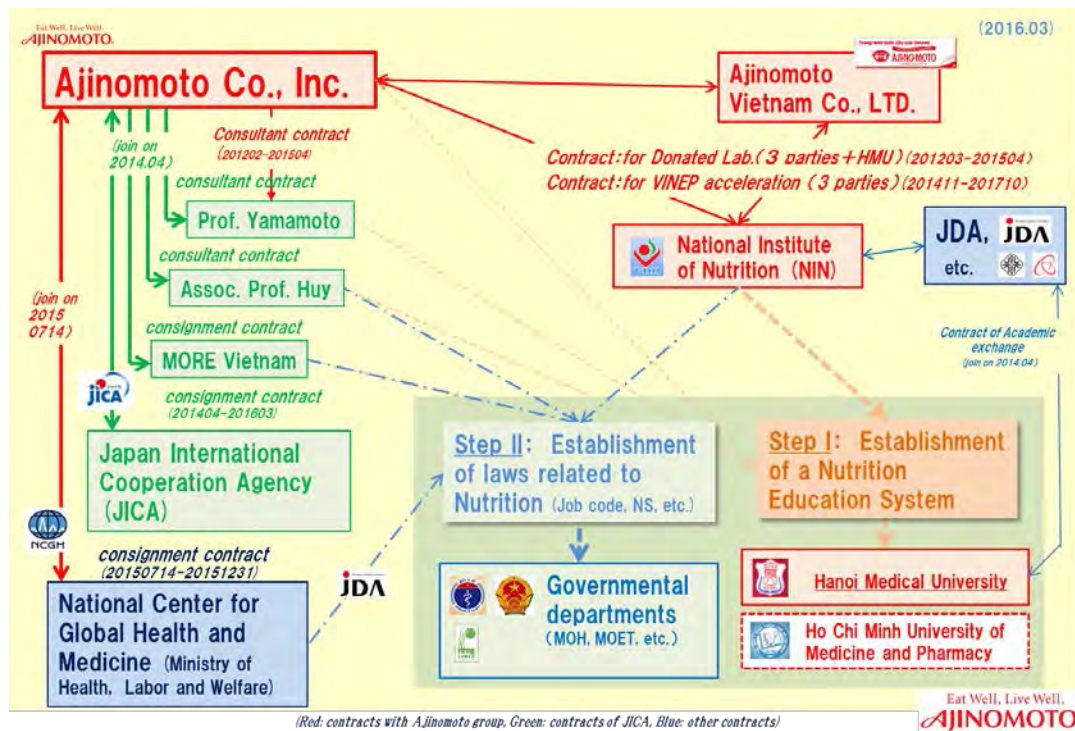 Eat Well, Live Well.
AJINOMOTO.
(2016.03)
Ajinomoto Co., Inc.
Ajinomoto
Vietnam Co., LTD.
AJI-NO-MOTO
(join on
2014.04)
Consultant contract
(201202-201504)
Contract:for Donated Lab.(3 parties+HMU)(201203-201504)
Contract:for VINEP acceleration (3 parties)(201411-201710)
consultant contract
Prof. Yamamoto
National Institute
of Nutrition (NIN)
JDA, JDA
etc.
consultant contract
Assoc. Prof. Huy
(join on
2015
0714)
consignment contract
MORE Vietnam
Contract of Academic
exchange
(join on 2014.04)
JICA
consignment contract
(201404-201603)
Japan International
Cooperation Agency
(JICA)
Step II: Establishment
of laws related to
Nutrition (Job code, NS, etc.)
Step I: Establishment
of a Nutrition
Education System
NCGM
consignment contract
(20150714-20151231)
JDA
National Center for
Global Health and
Medicine (Ministry of
Health, Labor and Welfare)
Governmental
departments
(MOH, MOET, etc.)
Hanoi Medical University
Ho Chi Minh University of
Medicine and Pharmacy
Eat Well, Live Well.
AJINOMOTO
(Red: contracts with Ajinomoto group, Green: contracts of JICA, Blue: other contracts)